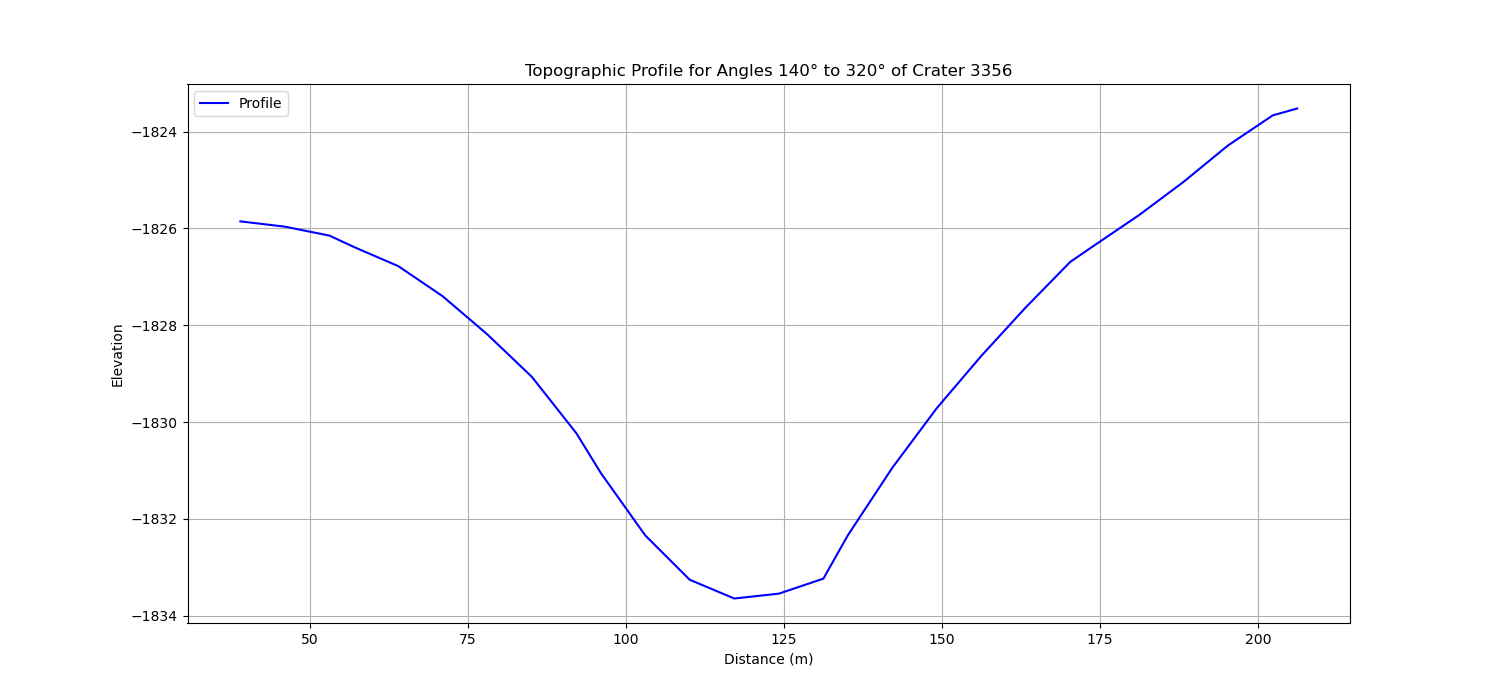 Topographic Profile for Angles 140° to 320° of Crater 3356
Profile
−1824
−1826
−1828
−1830
−1832
−1834
Elevation
50 75 100 125 150 175 200
Distance (m)